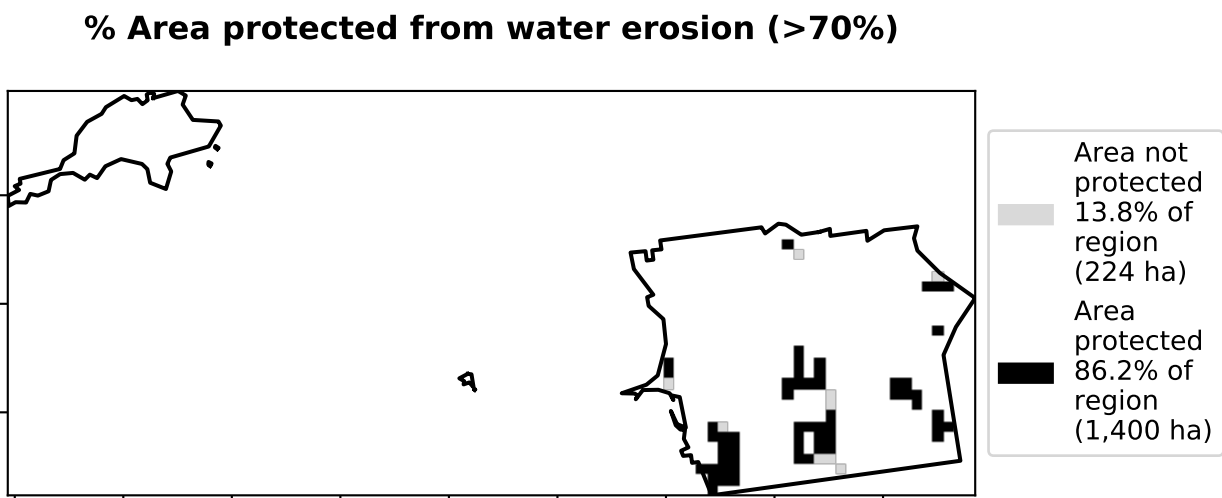 % Area protected from water erosion (>70%)
Area not
protected
13.8% of
region
(224 ha)
Area
protected
86.2% of
region
(1,400 ha)